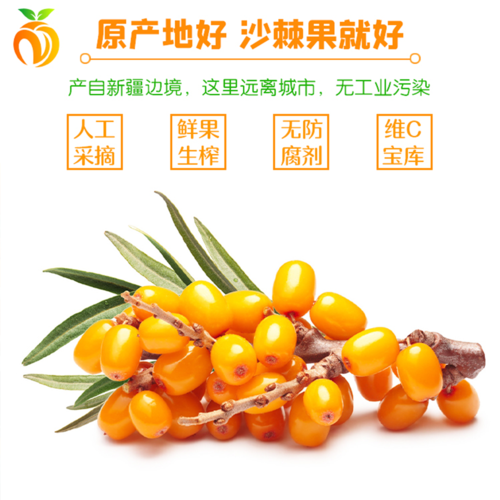 原产地好 沙棘果就好
产自新疆边境，这里远离城市，无工业污染
人工 鲜果 无防 维C
采摘 生榨 腐剂 宝库